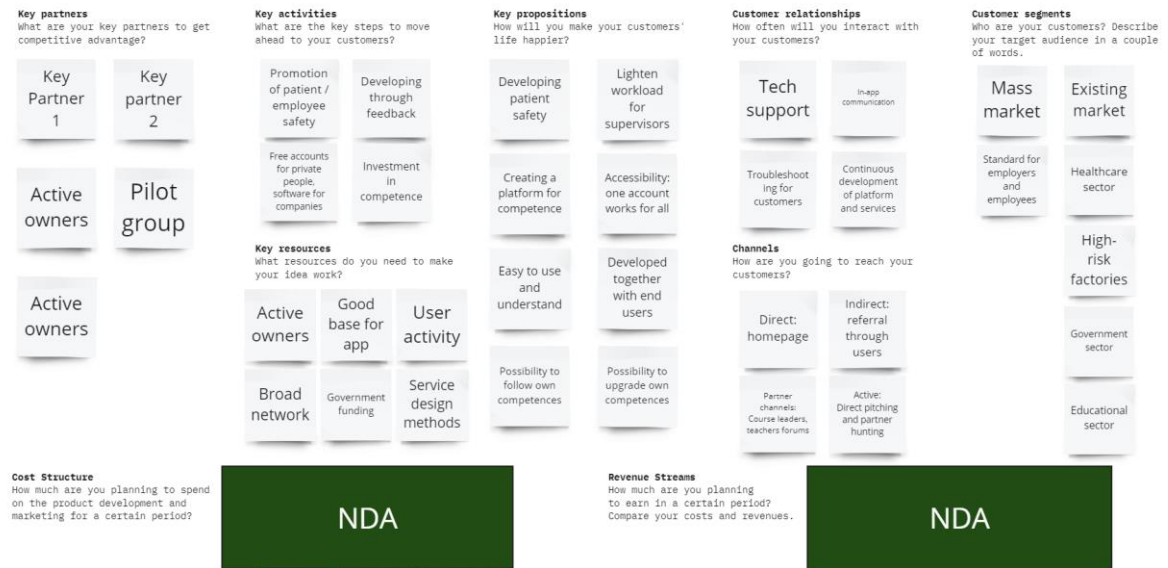 Key partners
What are your key partners to get
competitive advantage?
Key
Partner
1
Key
partner
2
Active
owners
Pilot
group
Active
owners
Key activities
What are the key steps to move
ahead to your customers?
Promotion
of patient /
employee
safety
Developing
through
feedback
Free accounts
for private
people,
software for
companies
Investment
in
competence
Key resources
What resources do you need to make
your idea work?
Active
owners
Good
base for
app
User
activity
Broad
network
Government
funding
Service
design
methods
Key propositions
How will you make your customers'
life happier?
Developing
patient
safety
Lighten
workload
for
supervisors
Creating a
platform for
competence
Accessibility:
one account
works for all
Easy to use
and
understand
Developed
together
with end
users
Possibility to
follow own
competences
Possibility to
upgrade own
competences
Customer relationships
How often will you interact with
your customers?
Tech
support
In-app
communication
Troubleshoot
ing for
customers
Continuous
development
of platform
and services
Channels
How are you going to reach your
customers?
Direct:
homepage
Indirect:
referral
through
users
Partner
channels:
Course leaders,
teachers forums
Active:
Direct pitching
and partner
hunting
Customer segments
Who are your customers? Describe
your target audience in a couple
of words.
Mass
market
Existing
market
Standard for
employers
and
employees
Healthcare
sector
High-
risk
factories
Government
sector
Educational
sector
Cost Structure
How much are you planning to spend
on the product development and
marketing for a certain period?
NDA
Revenue Streams
How much are you planning
to earn in a certain period?
Compare your costs and revenues.
NDA